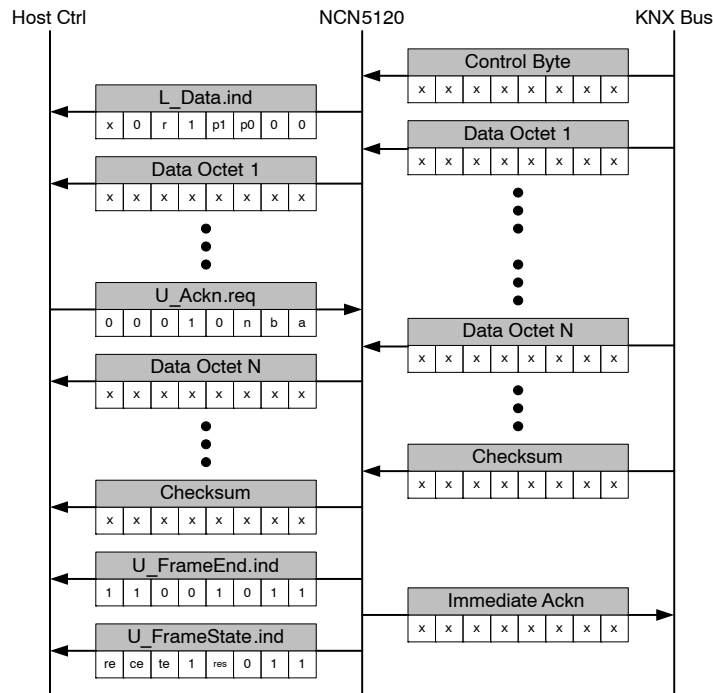 Host Ctrl NCN5120 KNX Bus
Control Byte
x x x x x x x x
L_Data.ind
x 0 r 1 p1 p0 0 0
Data Octet 1
x x x x x x x x
Data Octet 1
x x x x x x x x
U_Ackn.req
0 0 0 1 0 n b a
Data Octet N
x x x x x x x x
Data Octet N
x x x x x x x x
Checksum
x x x x x x x x
Checksum
x x x x x x x x
U_FrameEnd.ind
1 1 0 0 1 0 1 1
Immediate Ackn
x x x x x x x x
U_FrameState.ind
re ce te 1 res 0 1 1